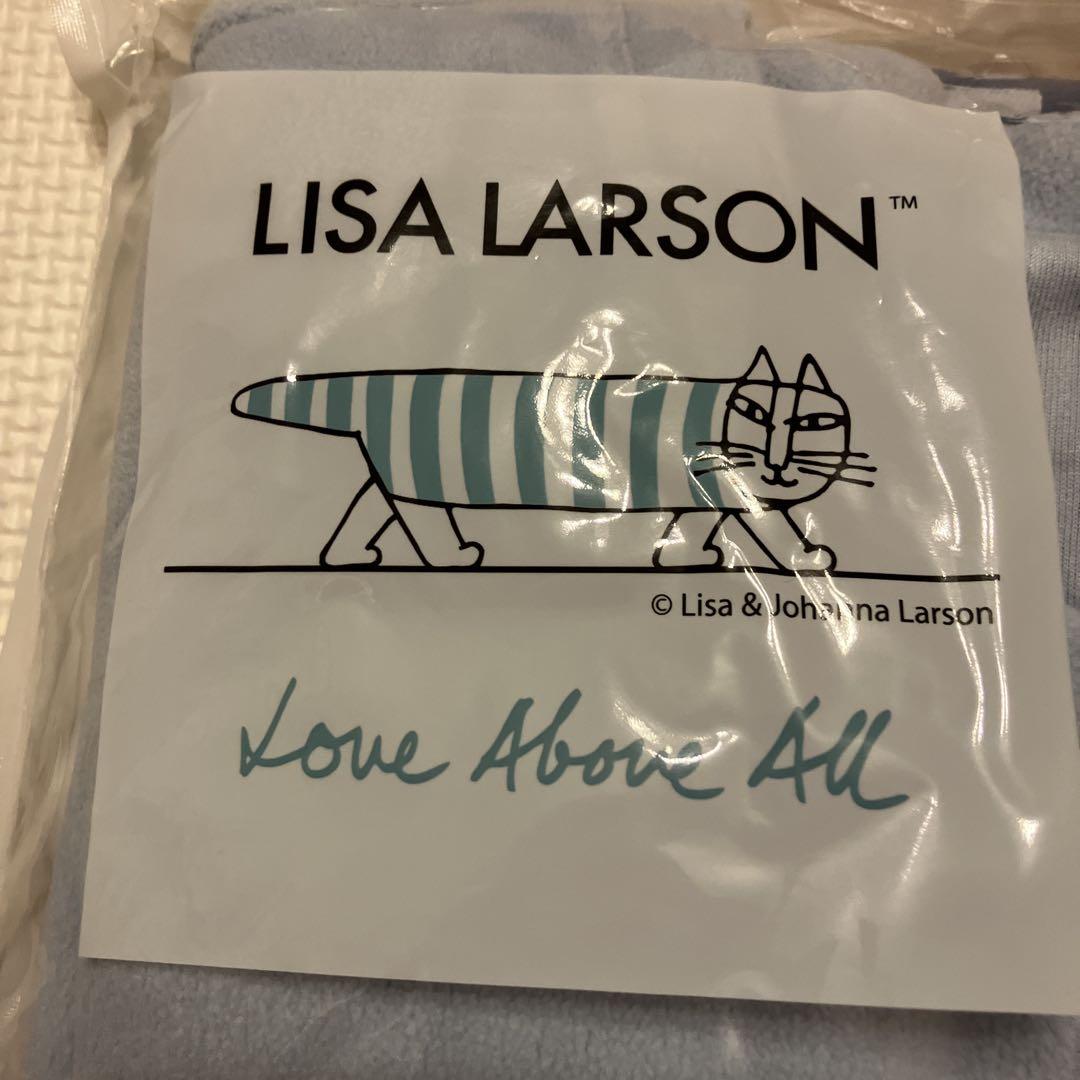 LISA LARSON™
© Lisa & Johanna Larson
Love Above All